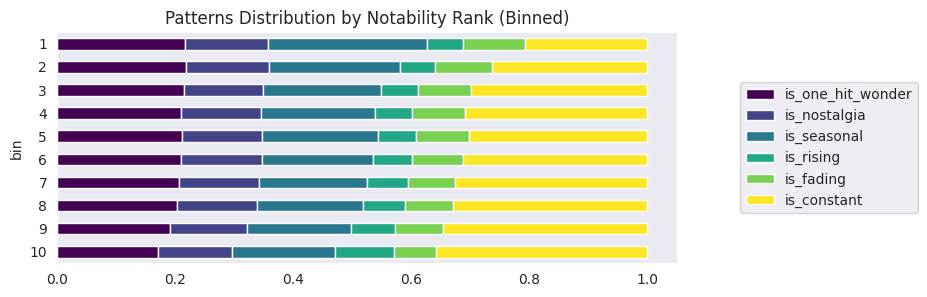 Patterns Distribution by Notability Rank (Binned)
bin
1
2
3
4
5
6
7
8
9
10
0.0 0.2 0.4 0.6 0.8 1.0
is_one_hit_wonder
is_nostalgia
is_seasonal
is_rising
is_fading
is_constant